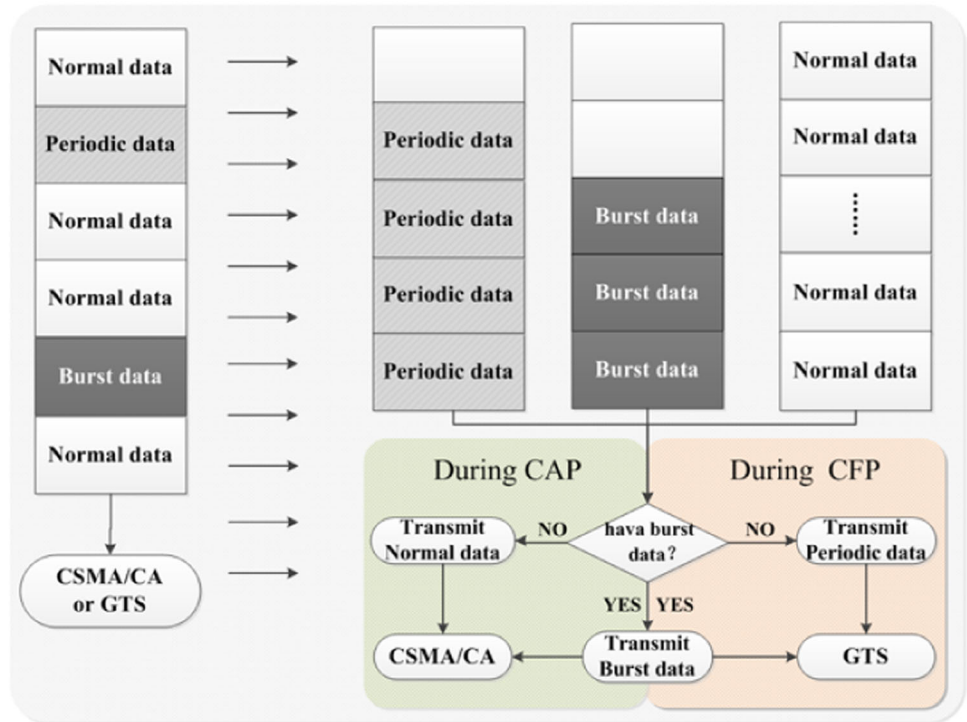 Normal data
Periodic data
Normal data
Normal data
Burst data
Normal data
CSMA/CA
or GTS
Periodic data
Periodic data
Periodic data
Periodic data
Burst data
Burst data
Burst data
Normal data
Normal data
Normal data
Normal data
During CAP
During CFP
Transmit
Normal data
NO
hava burst
data?
NO
Transmit
Periodic data
YES
YES
CSMA/CA
Transmit
Burst data
GTS